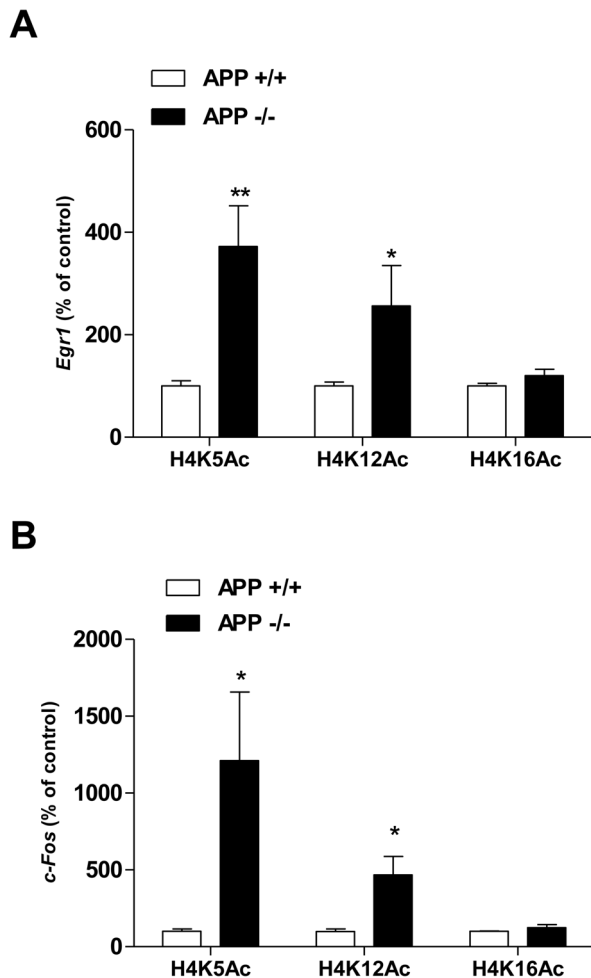 A
APP +/+
APP -/-
600
400
200
0
Egr1 (% of control)
**
*
H4K5Ac H4K12Ac H4K16Ac
B
APP +/+
APP -/-
2000
1500
1000
500
0
c-Fos (% of control)
*
*
H4K5Ac H4K12Ac H4K16Ac